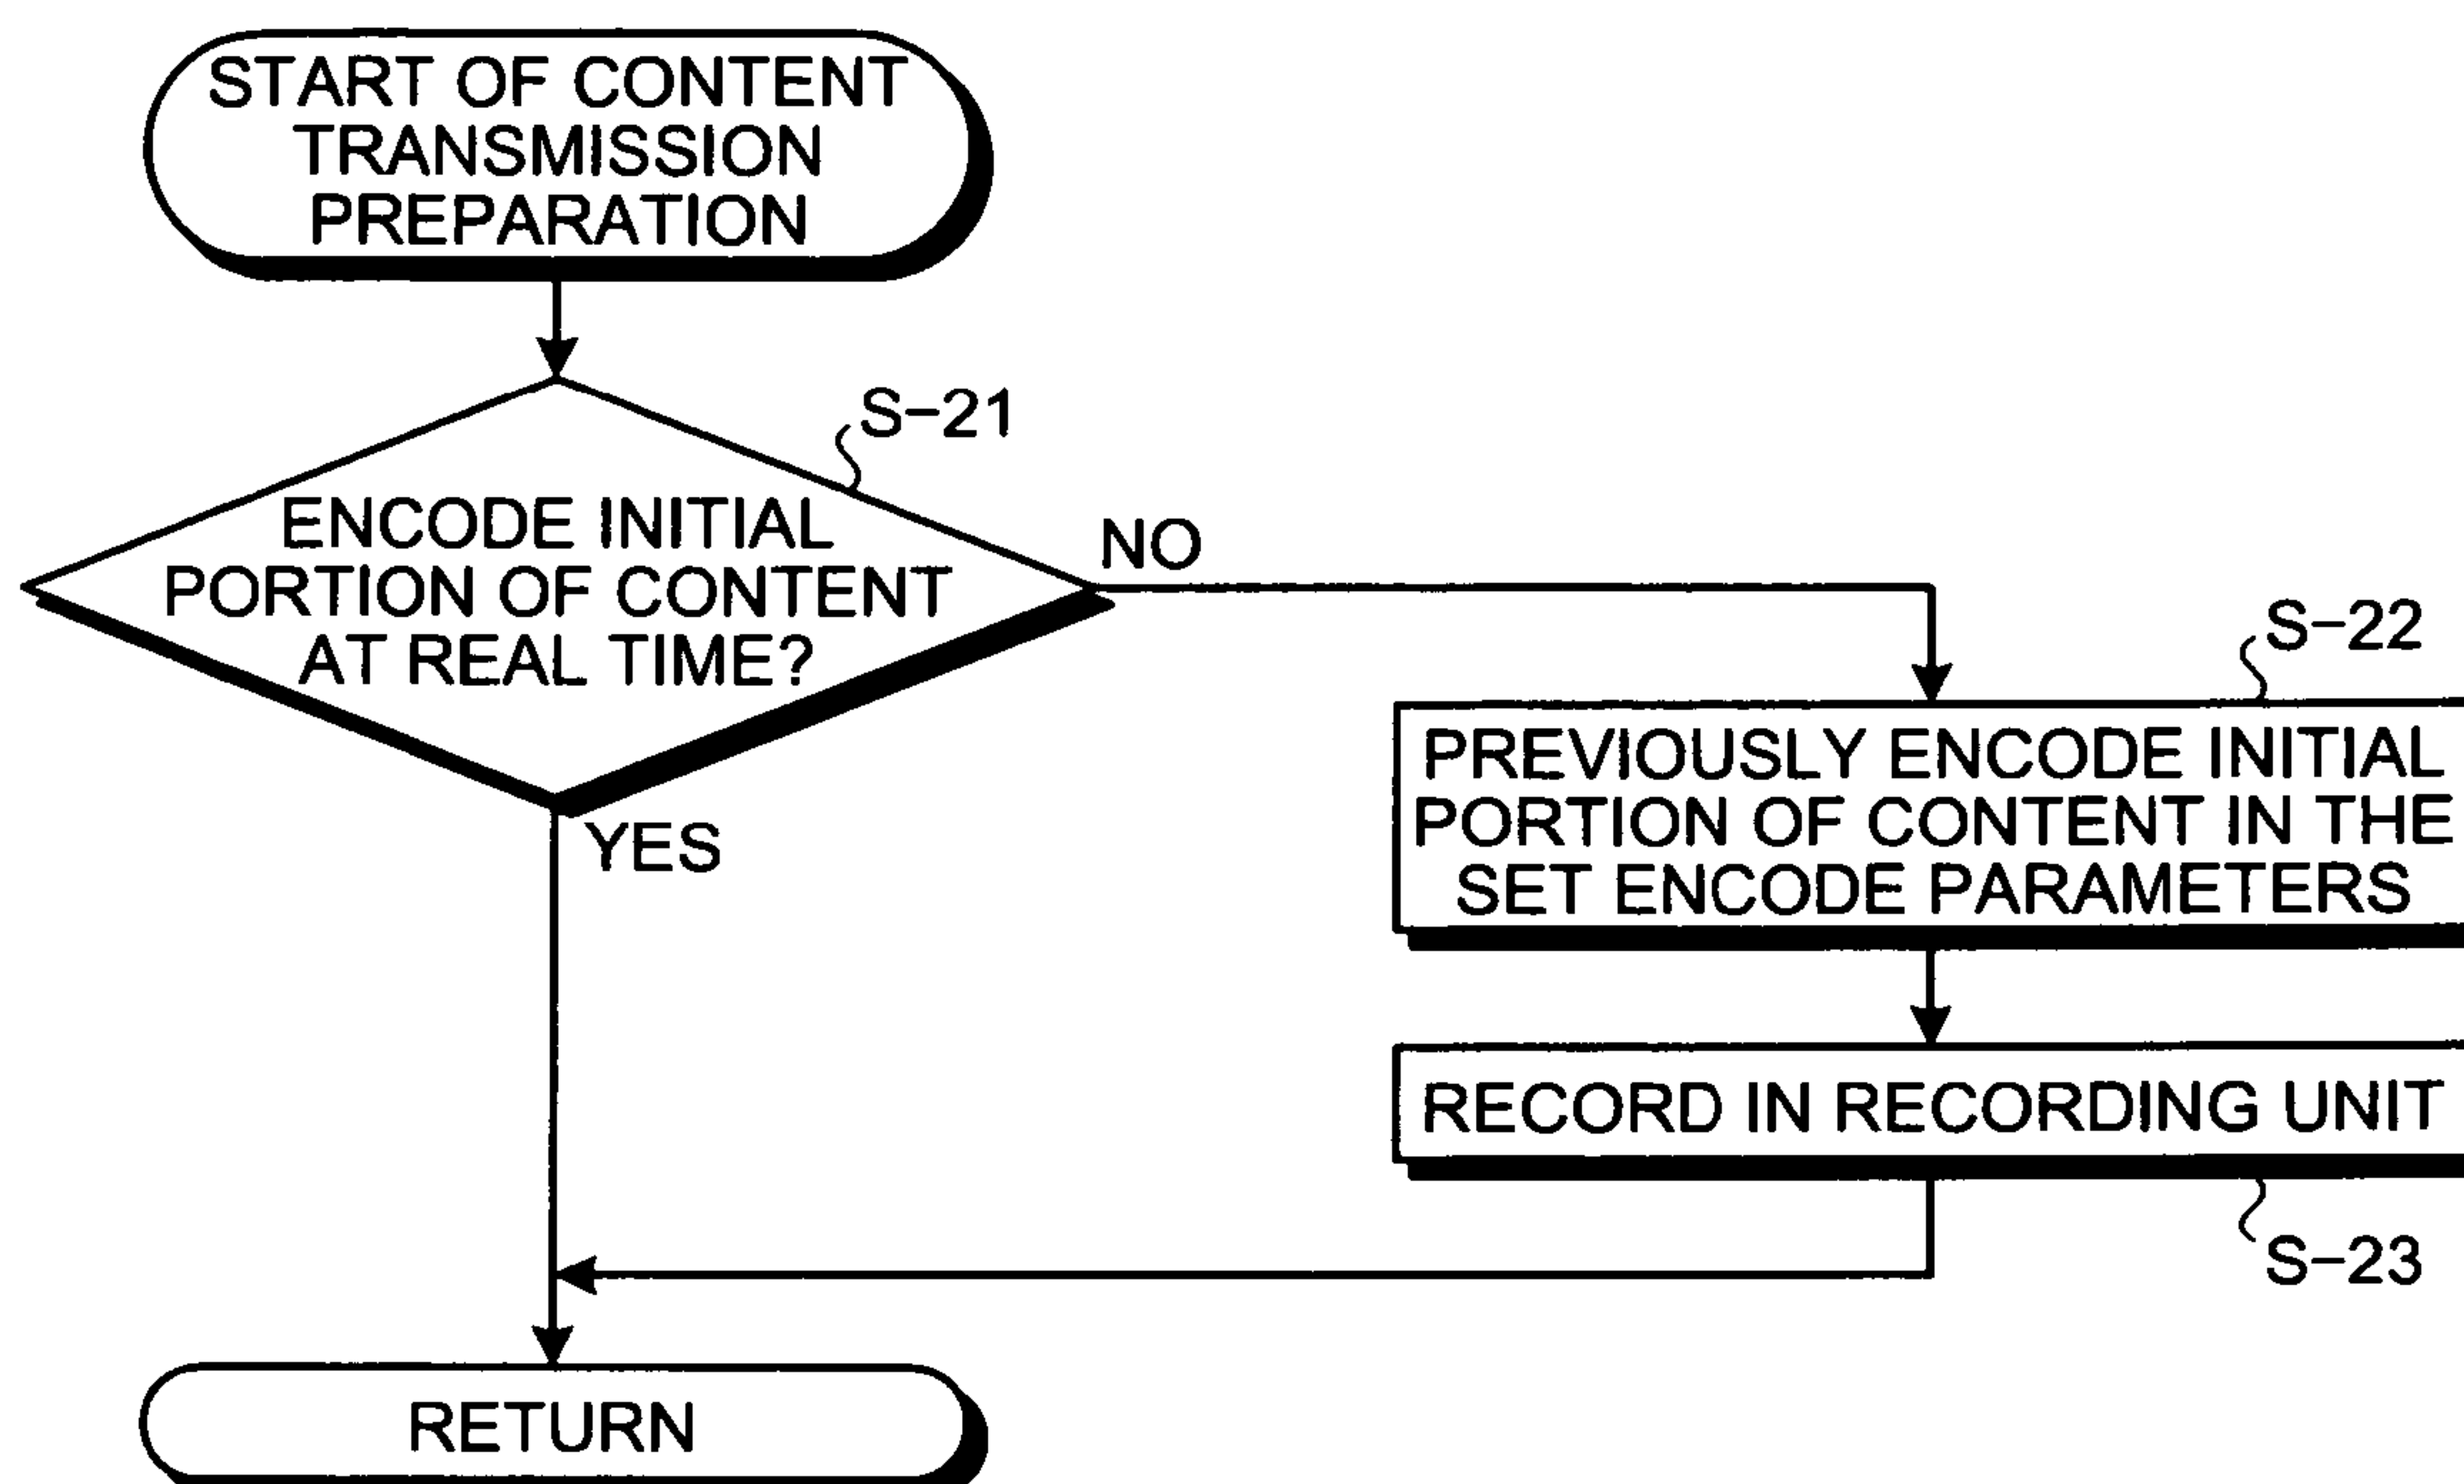 START OF CONTENT
TRANSMISSION
PREPARATION
S-21
ENCODE INITIAL
PORTION OF CONTENT
AT REAL TIME?
NO
YES
S-22
PREVIOUSLY ENCODE INITIAL
PORTION OF CONTENT IN THE
SET ENCODE PARAMETERS
RECORD IN RECORDING UNIT
S-23
RETURN